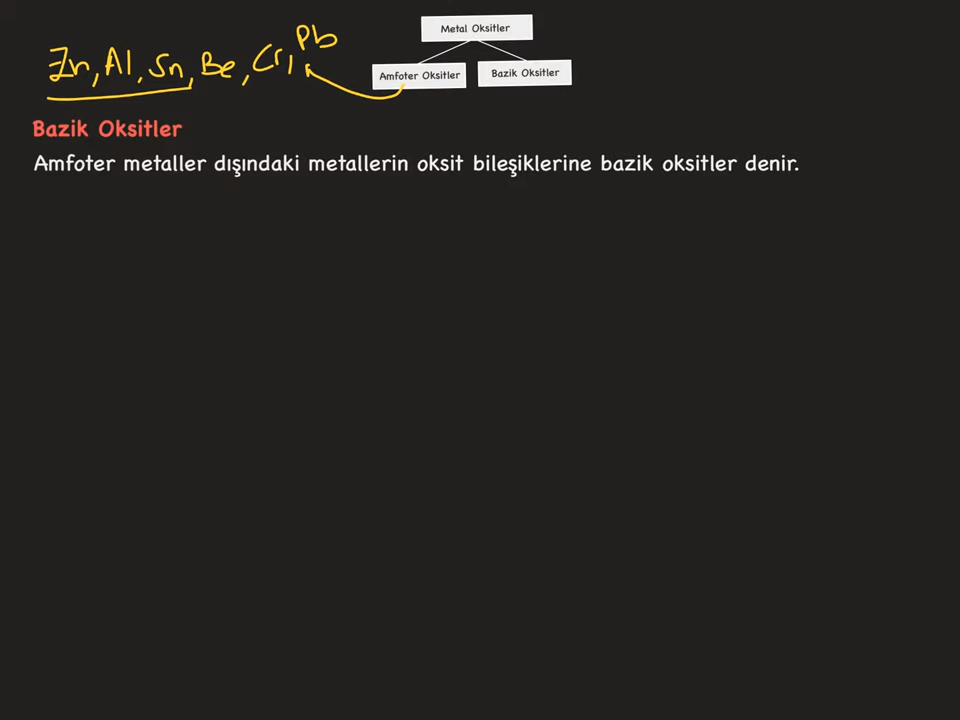 Metal Oksitler
Zn, Al, Sn, Be, Cr, Pb
Amfoter Oksitler
Bazik Oksitler
Bazik Oksitler
Amfoter metaller dışındaki metallerin oksit bileşiklerine bazik oksitler denir.